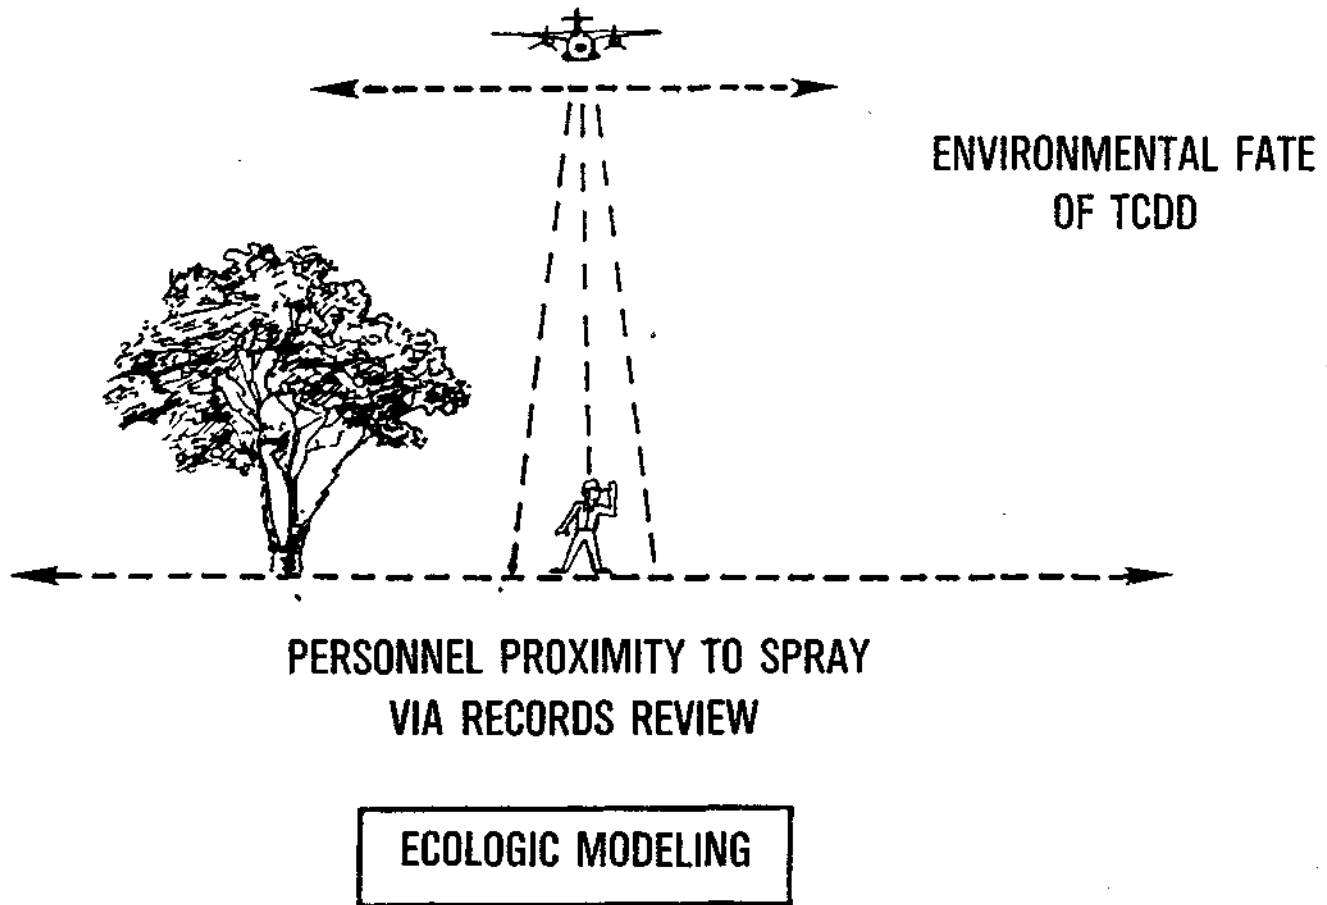 ENVIRONMENTAL FATE
OF TCDD
PERSONNEL PROXIMITY TO SPRAY
VIA RECORDS REVIEW
ECOLOGIC MODELING